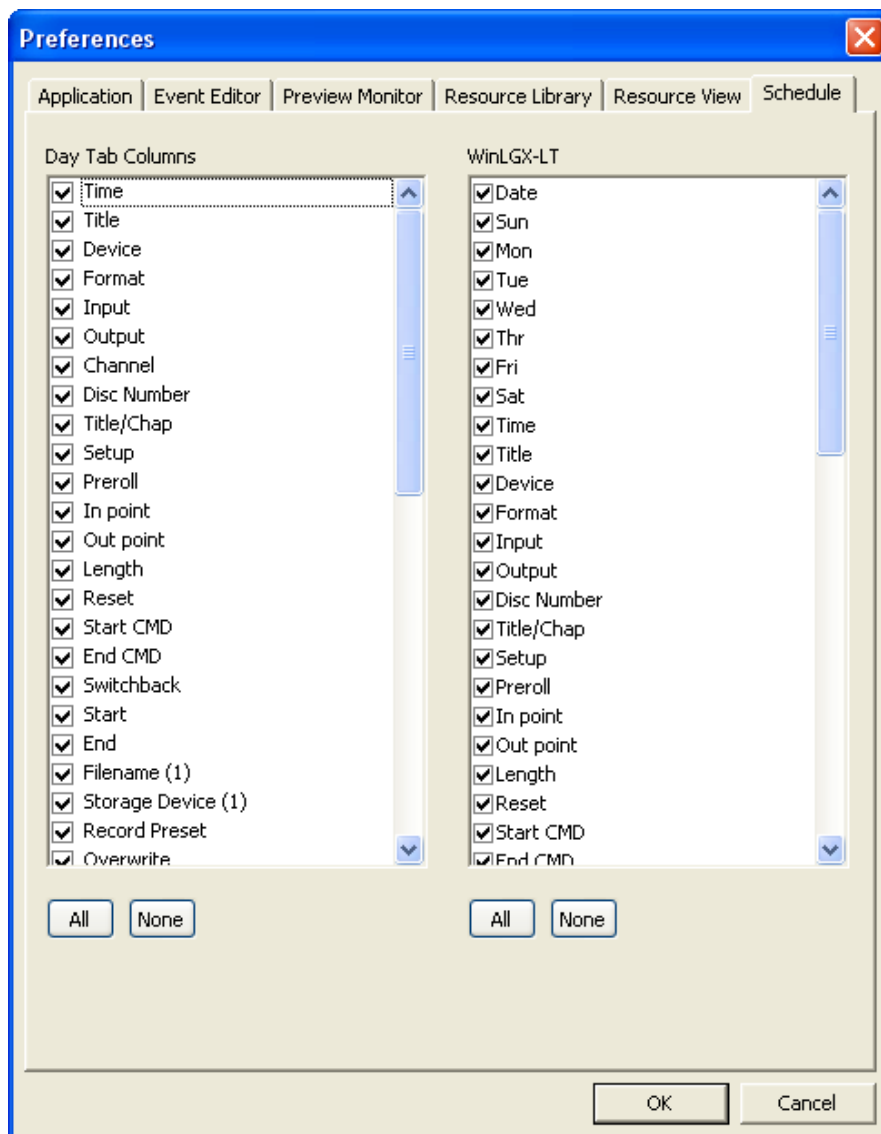 Preferences
Application Event Editor Preview Monitor Resource Library Resource View Schedule
Day Tab Columns
Time
Title
Device
Format
Input
Output
Channel
Disc Number
Title/Chap
Setup
Preroll
In point
Out point
Length
Reset
Start CMD
End CMD
Switchback
Start
End
Filename (1)
Storage Device (1)
Record Preset
Overwrite
All None
WinLGX-LT
Date
Sun
Mon
Tue
Wed
Thr
Fri
Sat
Time
Title
Device
Format
Input
Output
Disc Number
Title/Chap
Setup
Preroll
In point
Out point
Length
Reset
Start CMD
End CMD
All None
OK Cancel